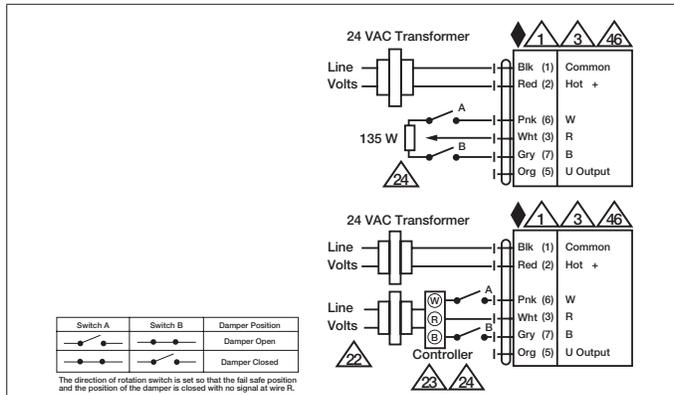 24 VAC Transformer
1 3 46
Line
Volts
Blk (1) Common
Red (2) Hot +
A
Pnk (6) W
135 W
Wht (3) R
B
Gry (7) B
Org (5) U Output
24
24 VAC Transformer
1 3 46
Line
Volts
Blk (1) Common
Red (2) Hot +
Line
Volts
W
A
Pnk (6) W
R
Wht (3) R
B
B
Gry (7) B
Org (5) U Output
Controller
22
23 24
Switch A Switch B Damper Position
Damper Open
Damper Closed
The direction of rotation switch is set so that the fail safe position
and the position of the damper is closed with no signal at wire R.